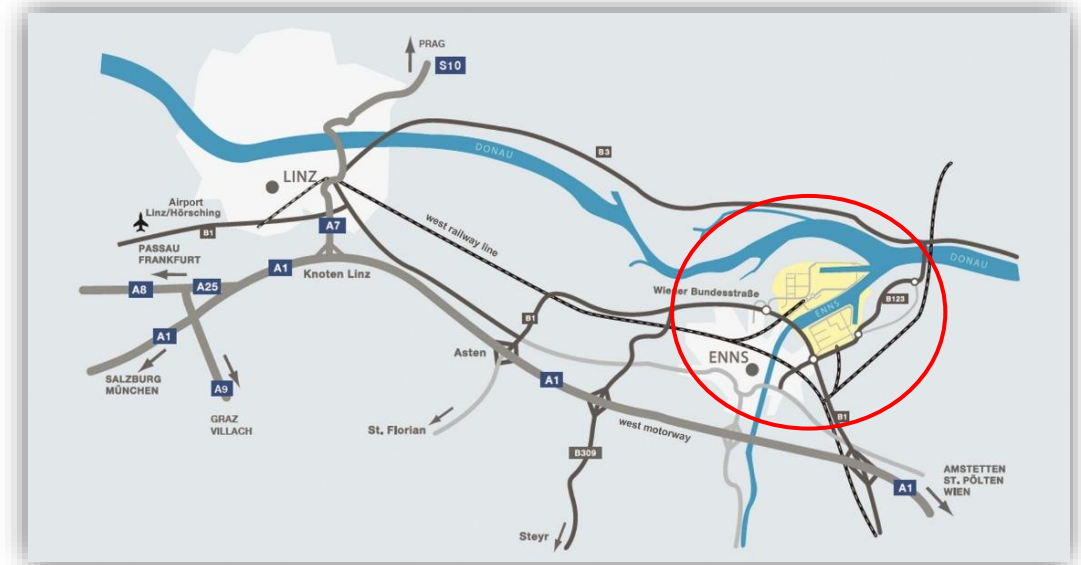 PRAG
S10
DONAU
B3
LINZ
Airport
Linz/Hörsching
B1
A7
west railway line
PASSAU
FRANKFURT
A1
Knoten Linz
DONAU
A8
A25
Wiener Bundesstraße
B123
ENNS
B1
A1
Asten
ENNS
SALZBURG
MÜNCHEN
A9
A1
GRAZ
VILLACH
St. Florian
west motorway
B1
B309
AMSTETTEN
ST. PÖLTEN
WIEN
A1
Steyr